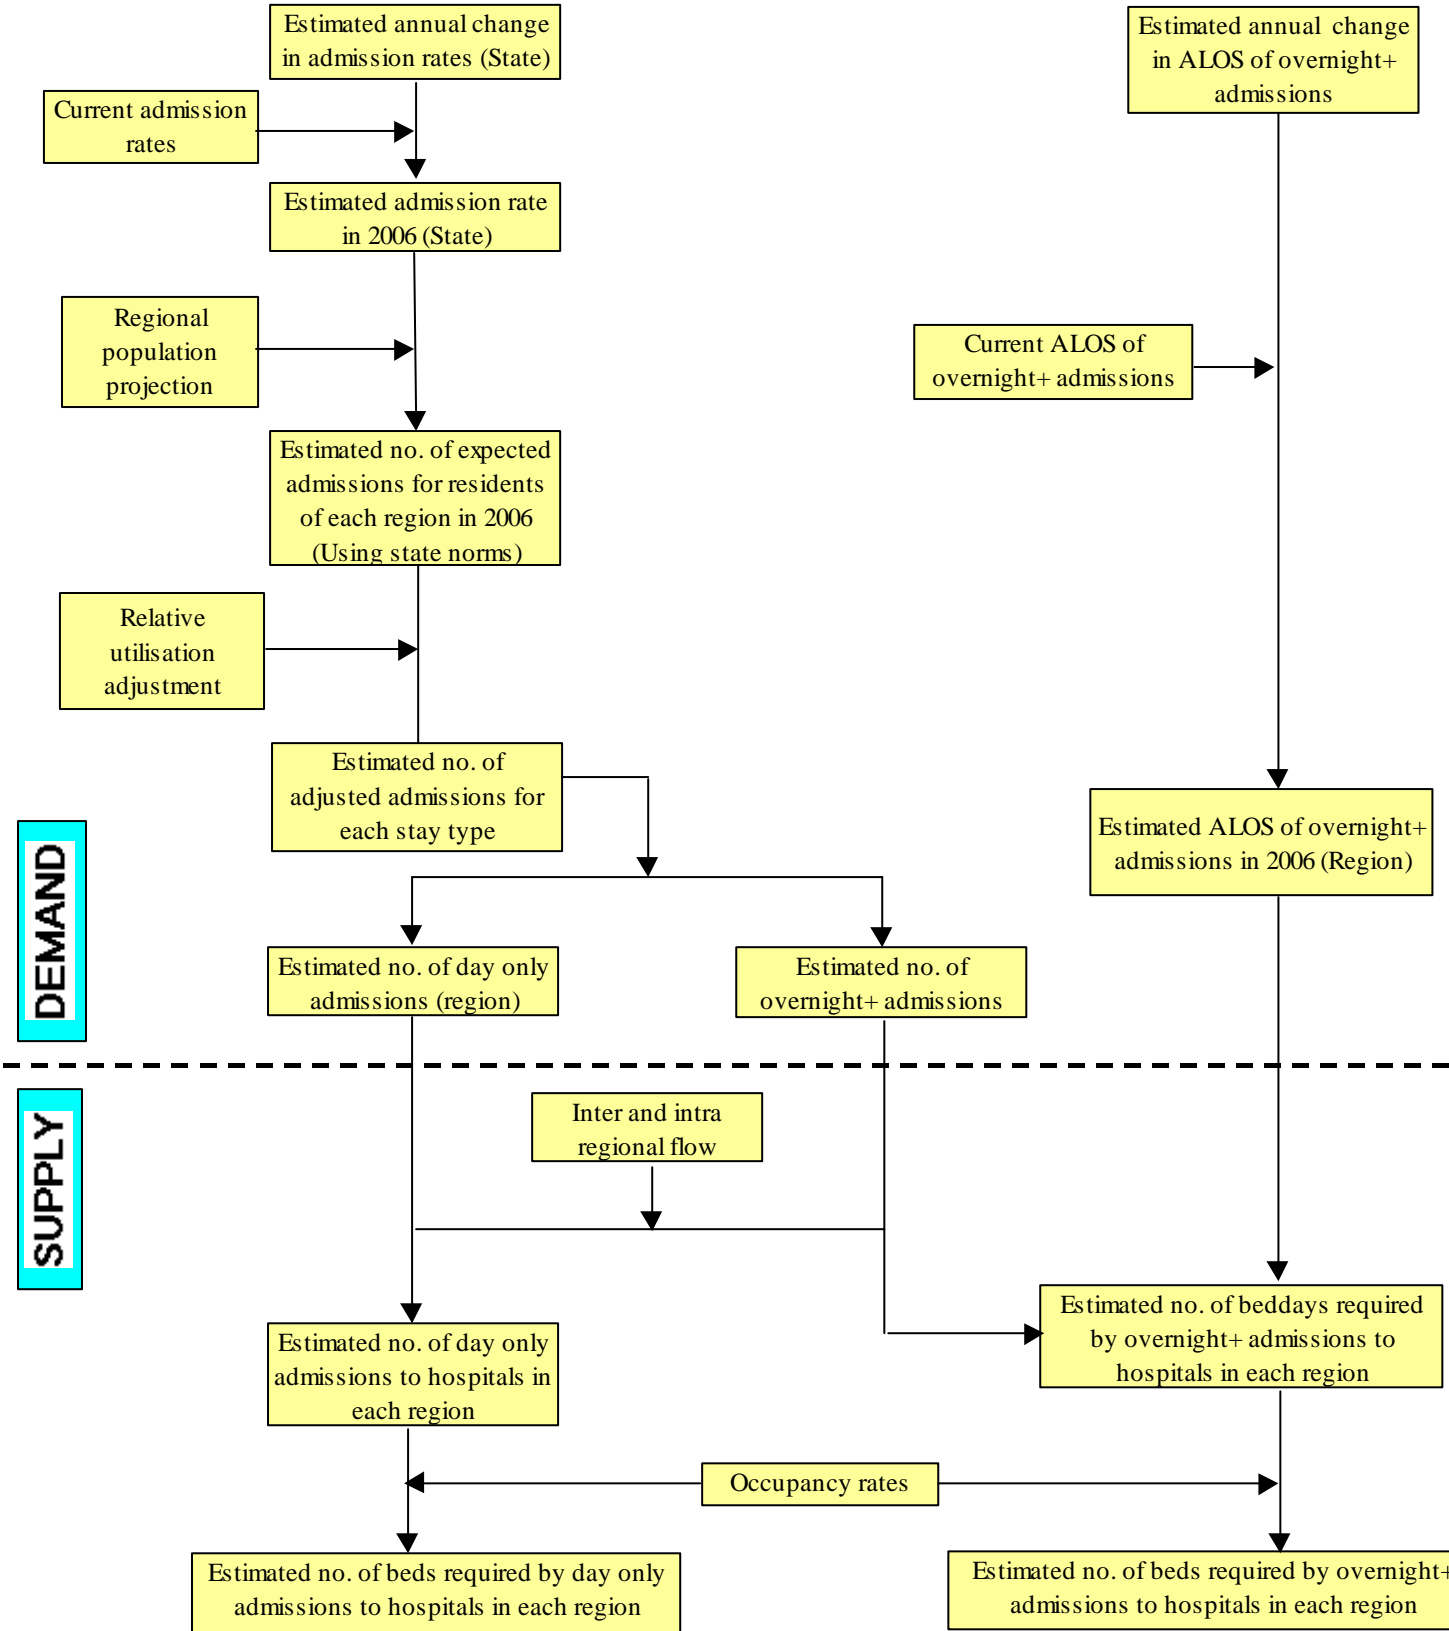 Estimated annual change
in admission rates (State)
Estimated annual change
in ALOS of overnight+
admissions
Current admission
rates
Estimated admission rate
in 2006 (State)
Regional
population
projection
Current ALOS of
overnight+ admissions
Estimated no. of expected
admissions for residents
of each region in 2006
(Using state norms)
Relative
utilisation
adjustment
Estimated no. of
adjusted admissions for
each stay type
Estimated ALOS of overnight+
admissions in 2006 (Region)
DEMAND
Estimated no. of day only
admissions (region)
Estimated no. of
overnight+ admissions
SUPPLY
Inter and intra
regional flow
Estimated no. of day only
admissions to hospitals in
each region
Estimated no. of beddays required
by overnight+ admissions to
hospitals in each region
Occupancy rates
Estimated no. of beds required by day only
admissions to hospitals in each region
Estimated no. of beds required by overnight+
admissions to hospitals in each region